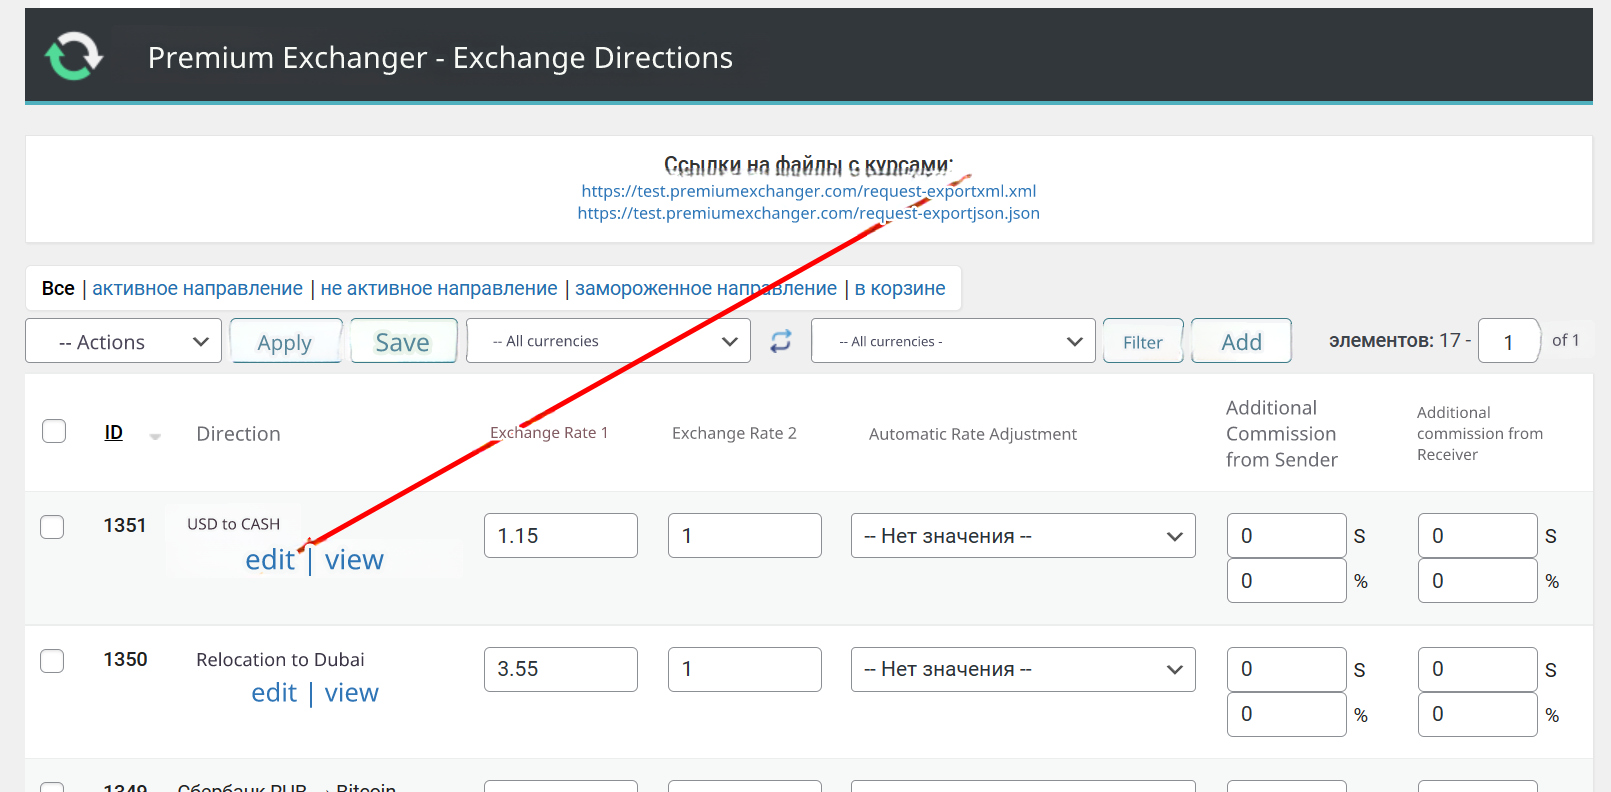 Premium Exchanger - Exchange Directions
Ссылки на файлы с курсами:
https://test.premiumexchanger.com/request-exportxml.xml
https://test.premiumexchanger.com/request-exportjson.json
Все | активное направление | не активное направление | замороженное направление | в корзине
-- Actions Apply Save -- All currencies -- All currencies - Filter Add элементов: 17 - 1 of 1
ID Direction Exchange Rate 1 Exchange Rate 2 Automatic Rate Adjustment
Additional
Commission
from Sender
Additional
commission from
Receiver
1351 USD to CASH 1.15 1 -- Нет значения -- 0 S 0 S
edit | view 0 % 0 %
1350 Relocation to Dubai 3.55 1 -- Нет значения -- 0 S 0 S
edit | view 0 % 0 %
1349 Сбербанк RUB → Bitcoin